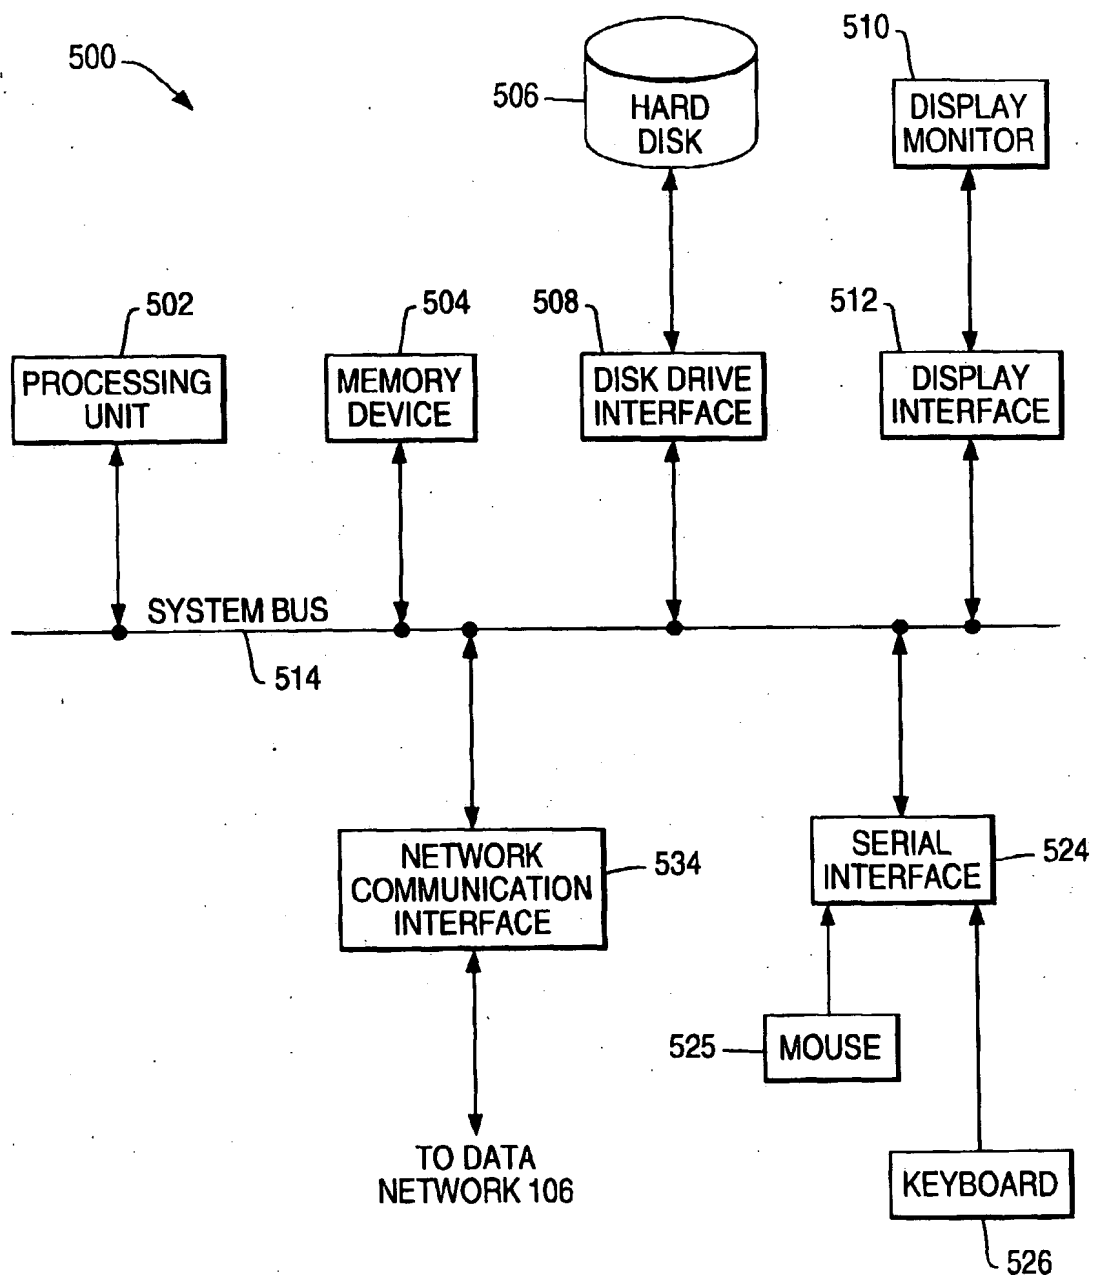 500
506
HARD
DISK
510
DISPLAY
MONITOR
502
PROCESSING
UNIT
504
MEMORY
DEVICE
508
DISK DRIVE
INTERFACE
512
DISPLAY
INTERFACE
SYSTEM BUS
514
NETWORK
COMMUNICATION
INTERFACE
534
SERIAL
INTERFACE
524
525
MOUSE
TO DATA
NETWORK 106
KEYBOARD
526